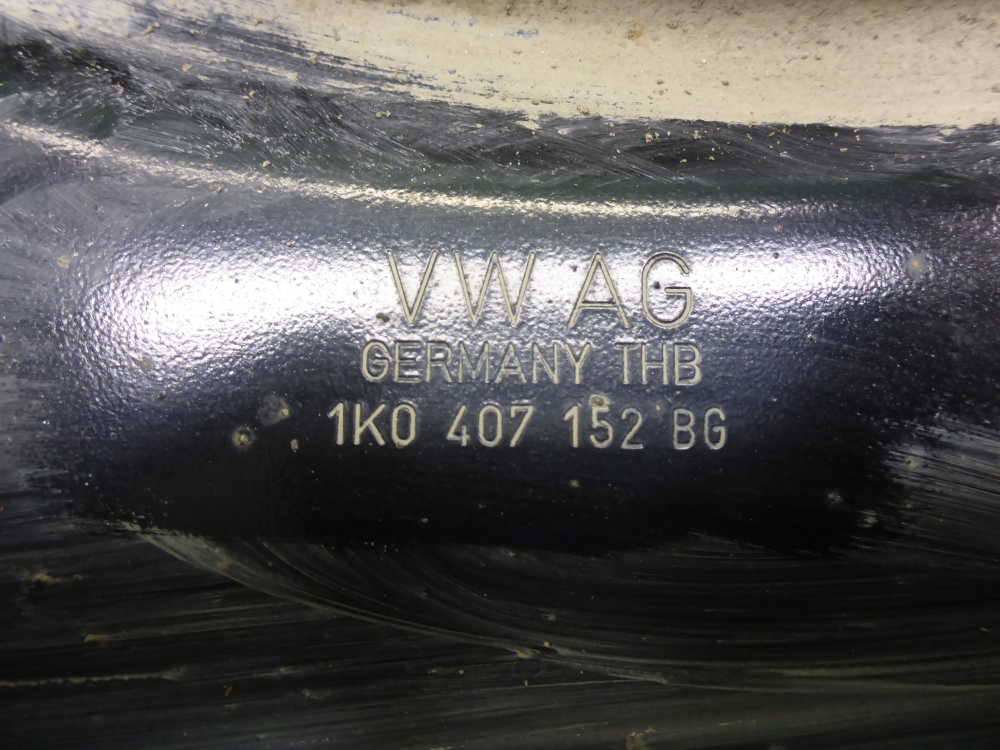 VW AG
GERMANY THB
1K0 407 152 BG